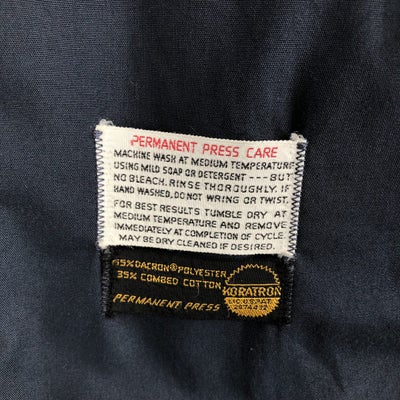 PERMANENT PRESS CARE
MACHINE WASH AT MEDIUM TEMPERATURE
USING MILD SOAP OR DETERGENT --- BUT
NO BLEACH. RINSE THOROUGHLY. IF
HAND WASHED, DO NOT WRING OR TWIST.
FOR BEST RESULTS TUMBLE DRY AT
MEDIUM TEMPERATURE AND REMOVE
IMMEDIATELY AT COMPLETION OF CYCLE.
MAY BE DRY CLEANED IF DESIRED.
65% DACRON® POLYESTER
35% COMBED COTTON
PERMANENT PRESS
KORATRON